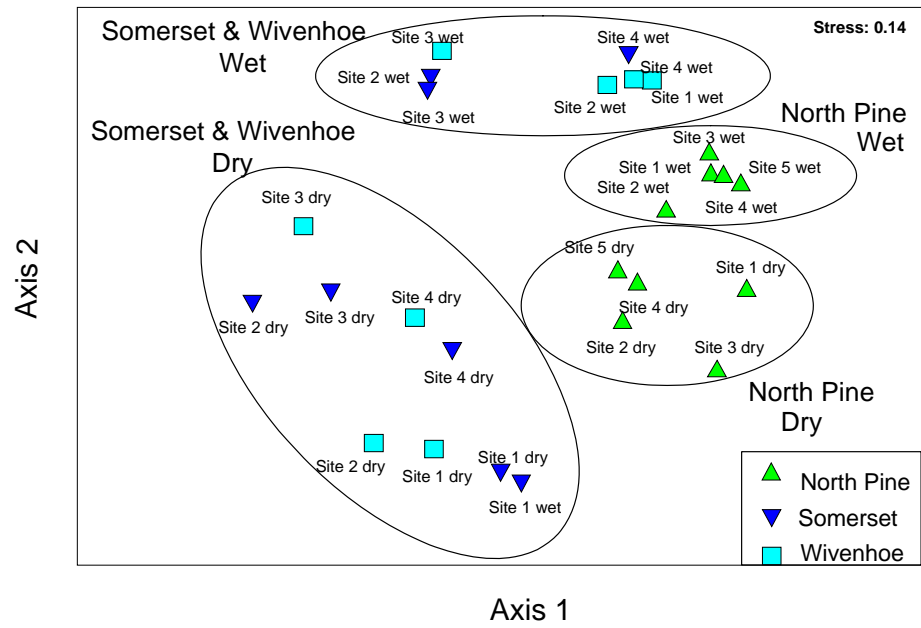 Stress: 0.14
Somerset & Wivenhoe
Wet
Site 3 wet
Site 2 wet
Site 3 wet
Site 4 wet
Site 4 wet
Site 2 wet
Site 1 wet
North Pine
Wet
Site 3 wet
Site 1 wet
Site 5 wet
Site 2 wet
Site 4 wet
Somerset & Wivenhoe
Dry
Site 3 dry
Site 2 dry
Site 3 dry
Site 4 dry
Site 4 dry
Site 2 dry
Site 1 dry
Site 1 dry
Site 1 wet
Site 5 dry
Site 1 dry
Site 4 dry
Site 2 dry
Site 3 dry
North Pine
Dry
North Pine
Somerset
Wivenhoe
Axis 2
Axis 1